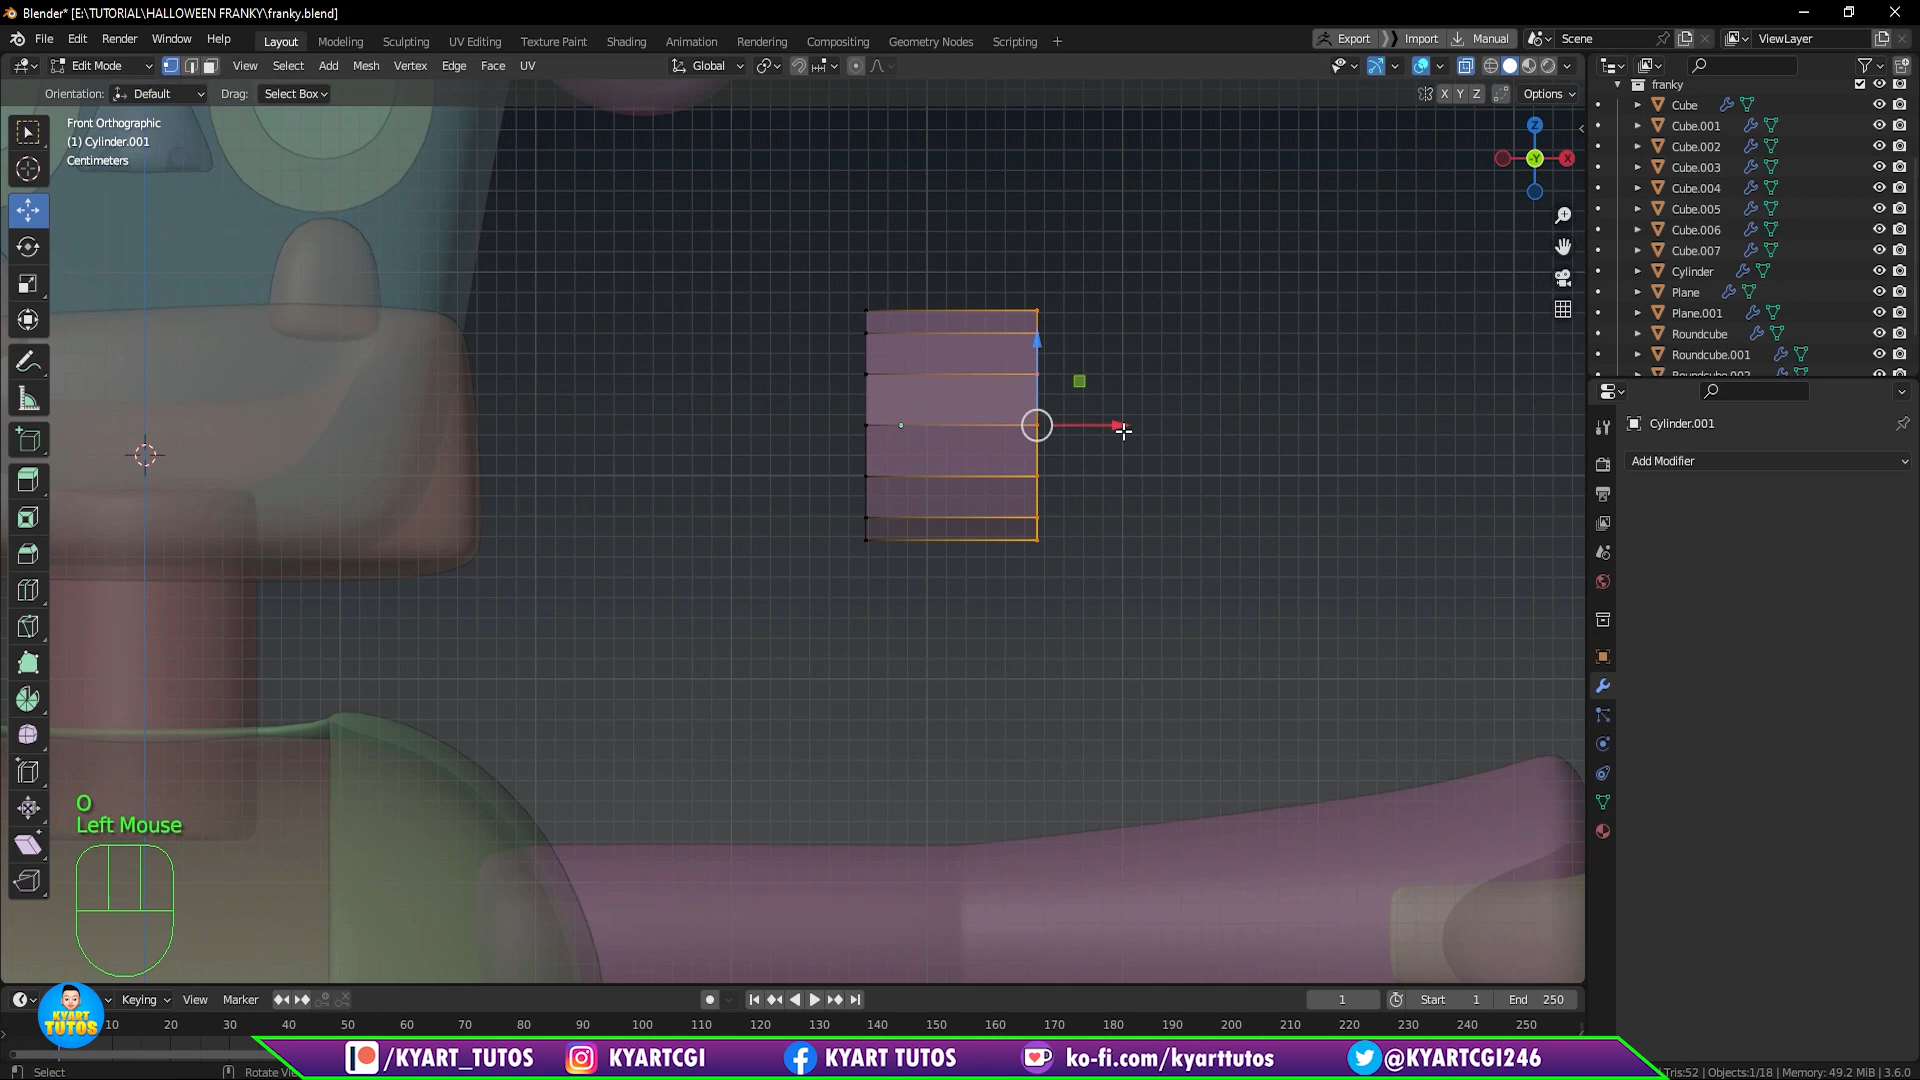 Blender* [E:\TUTORIAL\HALLOWEEN FRANKY\franky.blend]
File Edit Render Window Help Layout Modeling Sculpting UV Editing Texture Paint Shading Animation Rendering Compositing Geometry Nodes Scripting + Export Import Manual Scene ViewLayer
Edit Mode View Select Add Mesh Vertex Edge Face UV Global
Orientation: Default Drag: Select Box X Y Z Options
Front Orthographic
(1) Cylinder.001
Centimeters
Z
-Y X
franky
Cube
Cube.001
Cube.002
Cube.003
Cube.004
Cube.005
Cube.006
Cube.007
Cylinder
Plane
Plane.001
Roundcube
Roundcube.001
Roundcube.002
Cylinder.001
Add Modifier
O
Left Mouse
Keying View Marker 1 Start 1 End 250
10 20 30 40 50 60 70 80 90 100 110 120 130 140 150 160 170 180 190 200 210 220 230 240 250
KYART
TUTOS
/KYART_TUTOS KYARTCGI KYART TUTOS ko-fi.com/kyarttutos @KYARTCGI246
Select Rotate Tris:52 | Objects:1/18 | Memory: 49.2 MiB | 3.6.0